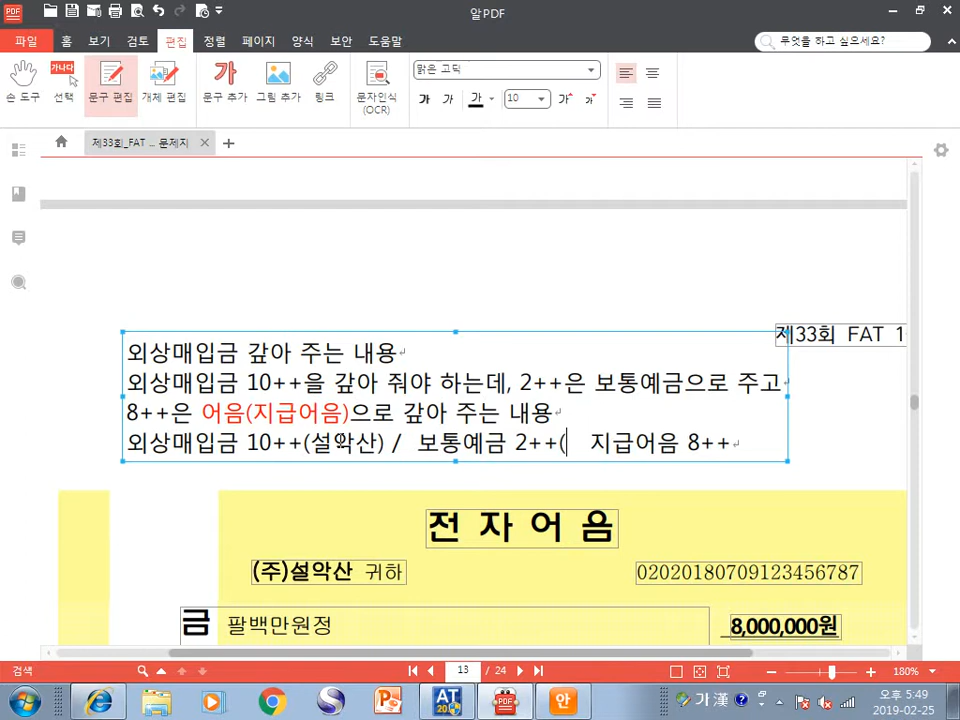 알PDF
파일 홈 보기 검토 편집 정렬 페이지 양식 보안 도움말
무엇을 하고 싶으세요?
손 도구 선택 문구 편집 개체 편집 문구 추가 그림 추가 링크 문자인식 (OCR)
맑은 고딕
가 가 가 10 가 가
제33회_FAT ... 문제지
제33회 FAT 1
외상매입금 갚아 주는 내용
외상매입금 10++을 갚아 줘야 하는데, 2++은 보통예금으로 주고
8++은 어음(지급어음)으로 갚아 주는 내용
외상매입금 10++(설악산) / 보통예금 2++( 지급어음 8++
전 자 어 음
(주)설악산 귀하
02020180709123456787
금 팔백만원정
8,000,000원
검색
13 / 24
180%
오후 5:49
2019-02-25